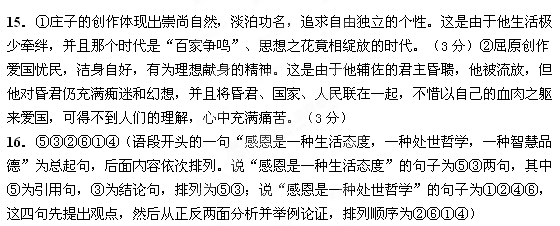 15. ①庄子的创作体现出崇尚自然，淡泊功名，追求自由独立的个性。这是由于他生活极
少牵绊，并且那个时代是“百家争鸣”、思想之花竟相绽放的时代。（3 分）②屈原创作
爱国忧民，洁身自好，有为理想献身的精神。这是由于他辅佐的君主昏聩，他被流放，但
他对昏君仍充满痴迷和幻想，并且将昏君、国家、人民联在一起，不惜以自己的血肉之躯
来爱国，可得不到人们的理解，心中充满痛苦。（3 分）
16. ⑤③②⑥①④（语段开头的一句“感恩是一种生活态度，一种处世哲学，一种智慧品
德”为总起句，后面内容依次排列。说“感恩是一种生活态度”的句子为⑤③两句，其中
⑤为引用句，③为结论句，排列为⑤③；说“感恩是一种处世哲学”的句子为①②④⑥，
这四句先提出观点，然后从正反两面分析并举例论证，排列顺序为②⑥①④）